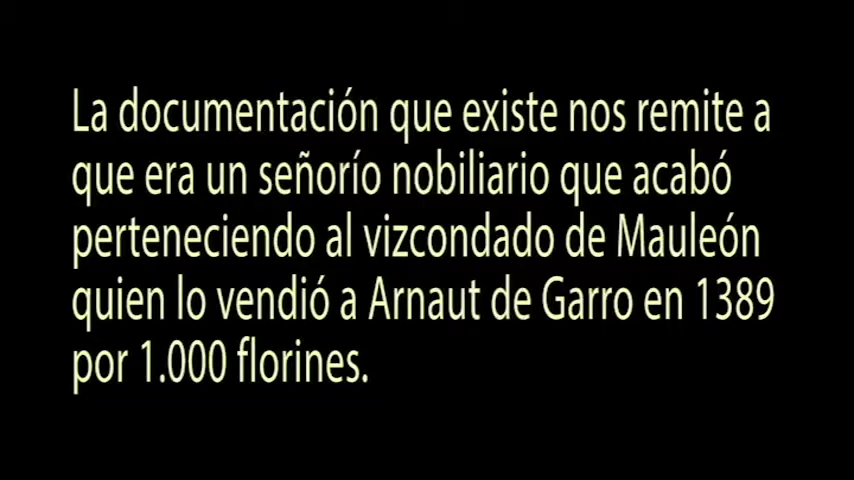 La documentación que existe nos remite a
que era un señorío nobiliario que acabó
perteneciendo al vizcondado de Mauleón
quien lo vendió a Arnaut de Garro en 1389
por 1.000 florines.